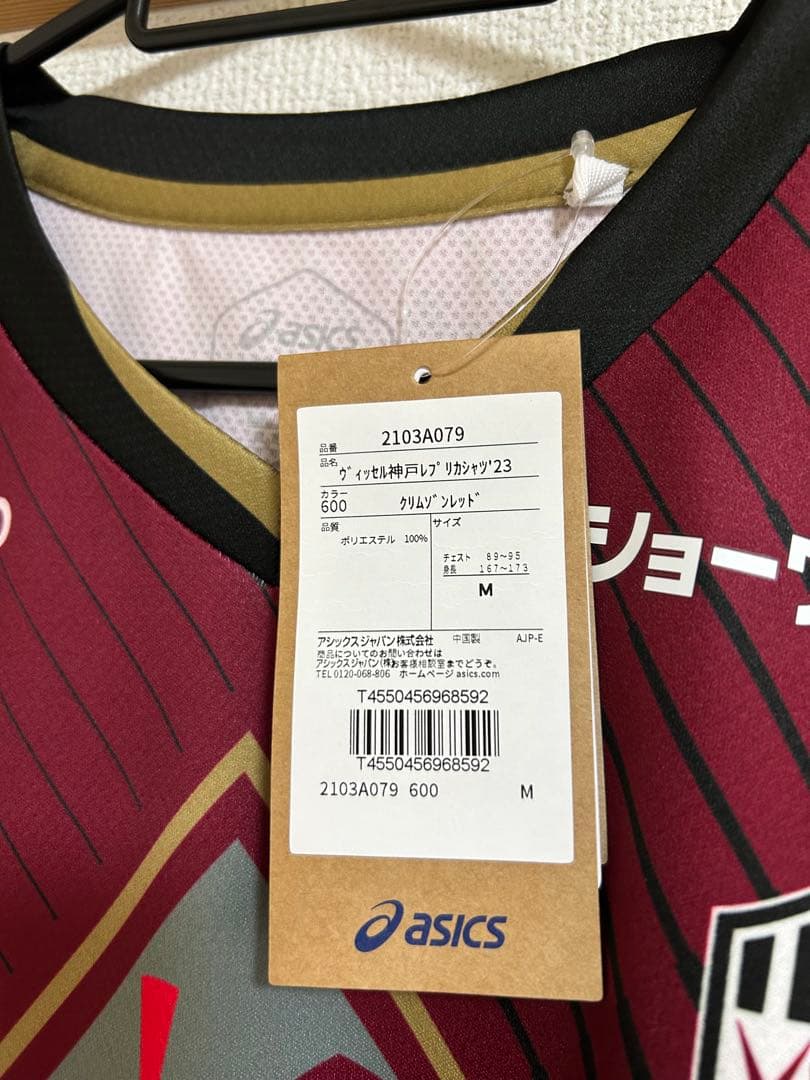 asics
品番 2103A079
品名 ヴィッセル神戸レプリカシャツ'23
カラー
600 クリムゾンレッド
品質 サイズ
ポリエステル 100%
チェスト 89~95
身長 167~173
M
アシックスジャパン株式会社 中国製 AJP-E
商品についてのお問い合わせは
アシックスジャパン(株)お客様相談室までどうぞ。
TEL 0120-068-806 ホームページ asics.com
T4550456968592
T4550456968592
2103A079 600 M
asics
ショー